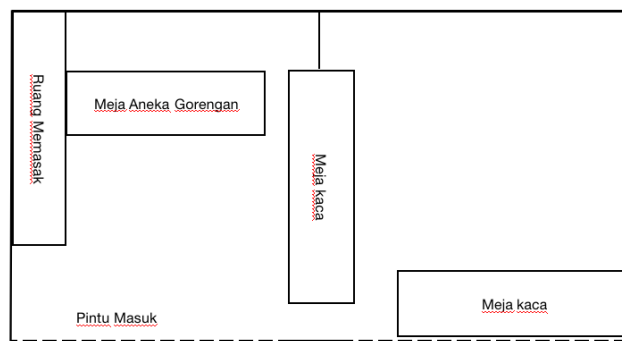 Ruang Memasak
Meja Aneka Gorengan
Meja kaca
Meja kaca
Pintu Masuk